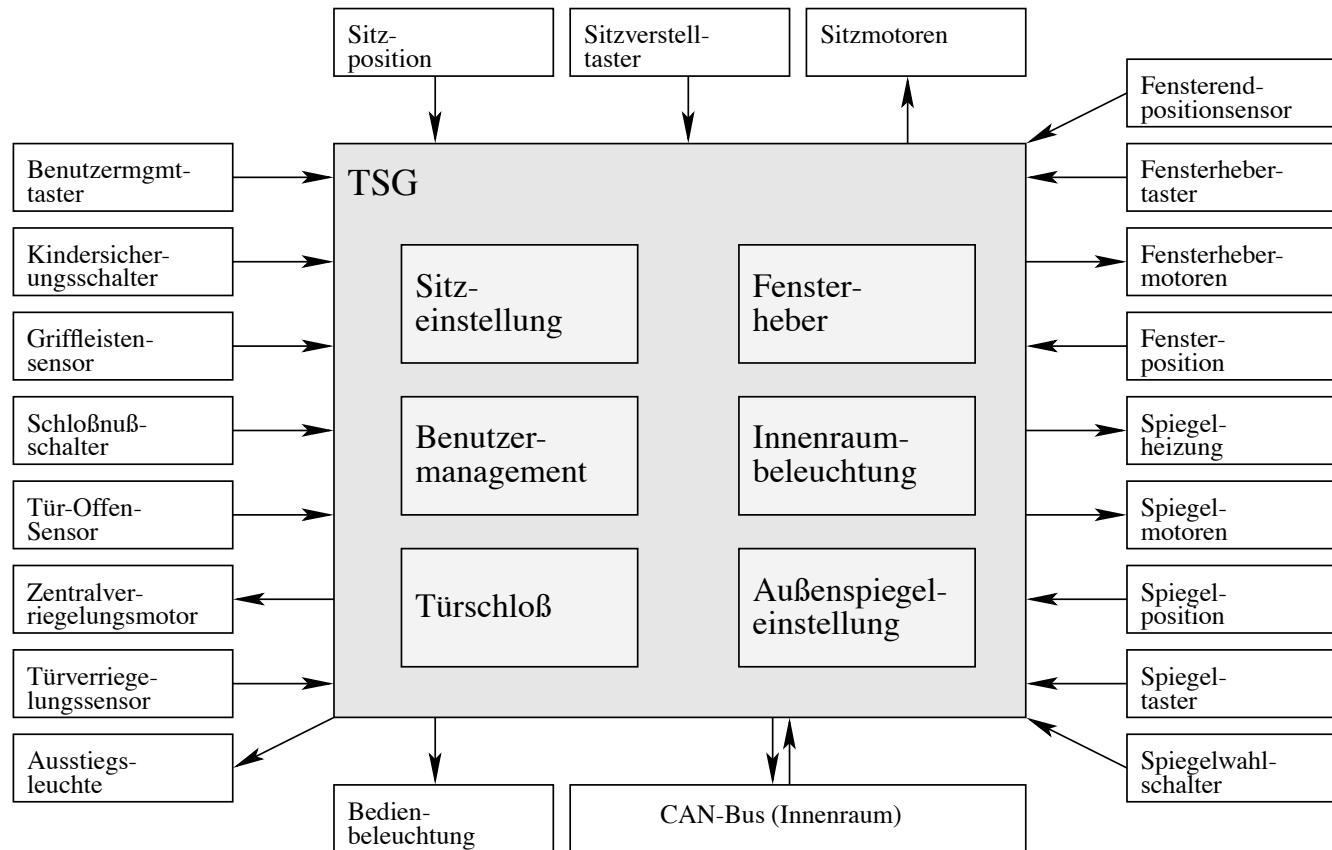 Sitz-
position
Sitzverstell-
taster
Sitzmotoren
Fensterend-
positionsensor
Benutzermgmt-
taster
Kindersicher-
ungsschalter
Griffleisten-
sensor
Schloßnuß-
schalter
Tür-Offen-
Sensor
Zentralver-
riegelungsmotor
Türverriege-
lungssensor
Ausstiegs-
leuchte
TSG
Sitz-
einstellung
Fenster-
heber
Benutzer-
management
Innenraum-
beleuchtung
Türschloß
Außenspiegel-
einstellung
Fensterheber-
taster
Fensterheber-
motoren
Fenster-
position
Spiegel-
heizung
Spiegel-
motoren
Spiegel-
position
Spiegel-
taster
Spiegelwahl-
schalter
Bedien-
beleuchtung
CAN-Bus (Innenraum)